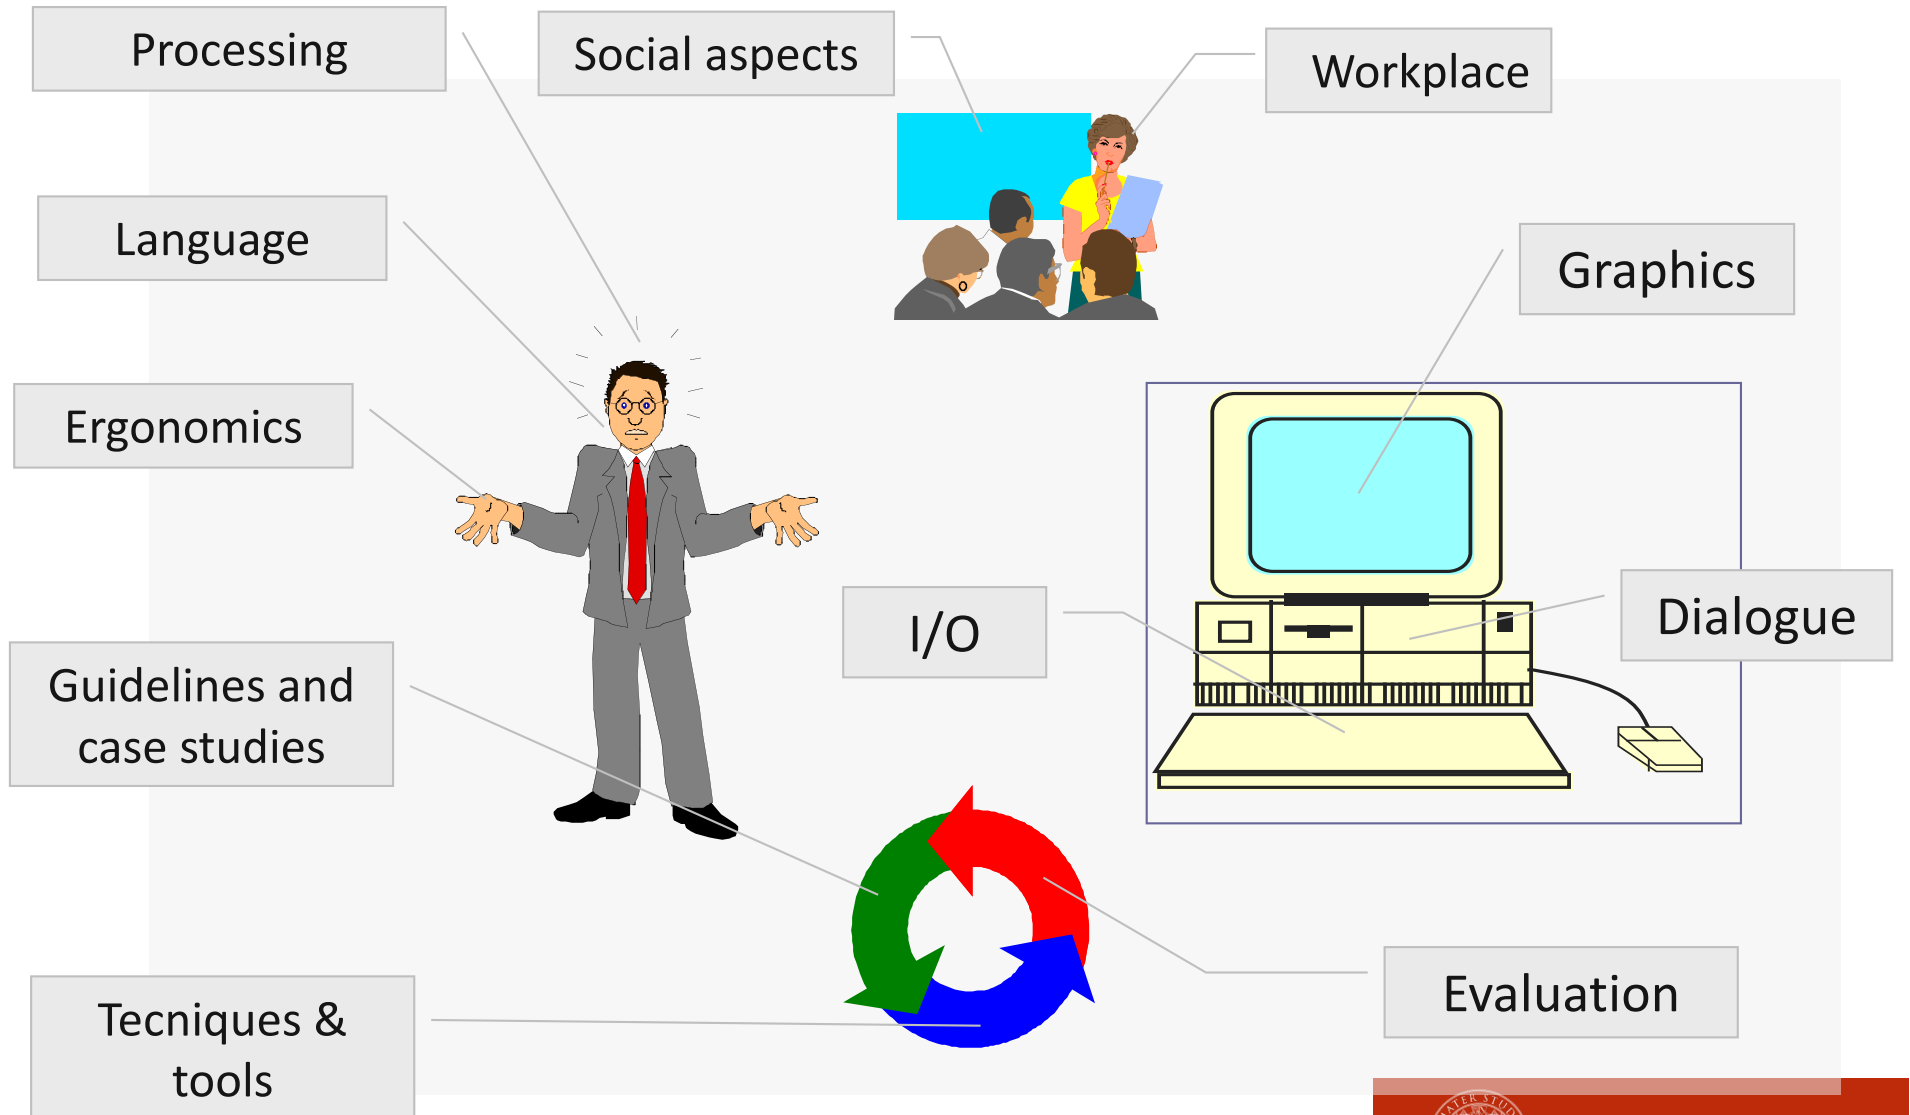 Processing
Social aspects
Workplace
Language
Graphics
Ergonomics
I/O
Dialogue
Guidelines and
case studies
Evaluation
Tecniques &
tools